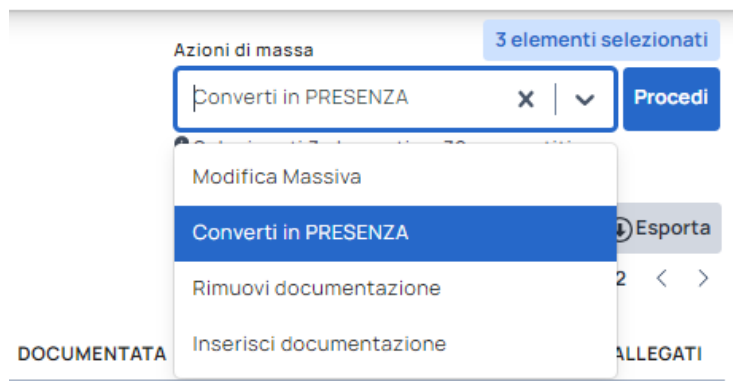 3 elementi selezionati
Azioni di massa
Converti in PRESENZA
Procedi
Modifica Massiva
Converti in PRESENZA
Esporta
2
Rimuovi documentazione
DOCUMENTATA
Inserisci documentazione
ALLEGATI